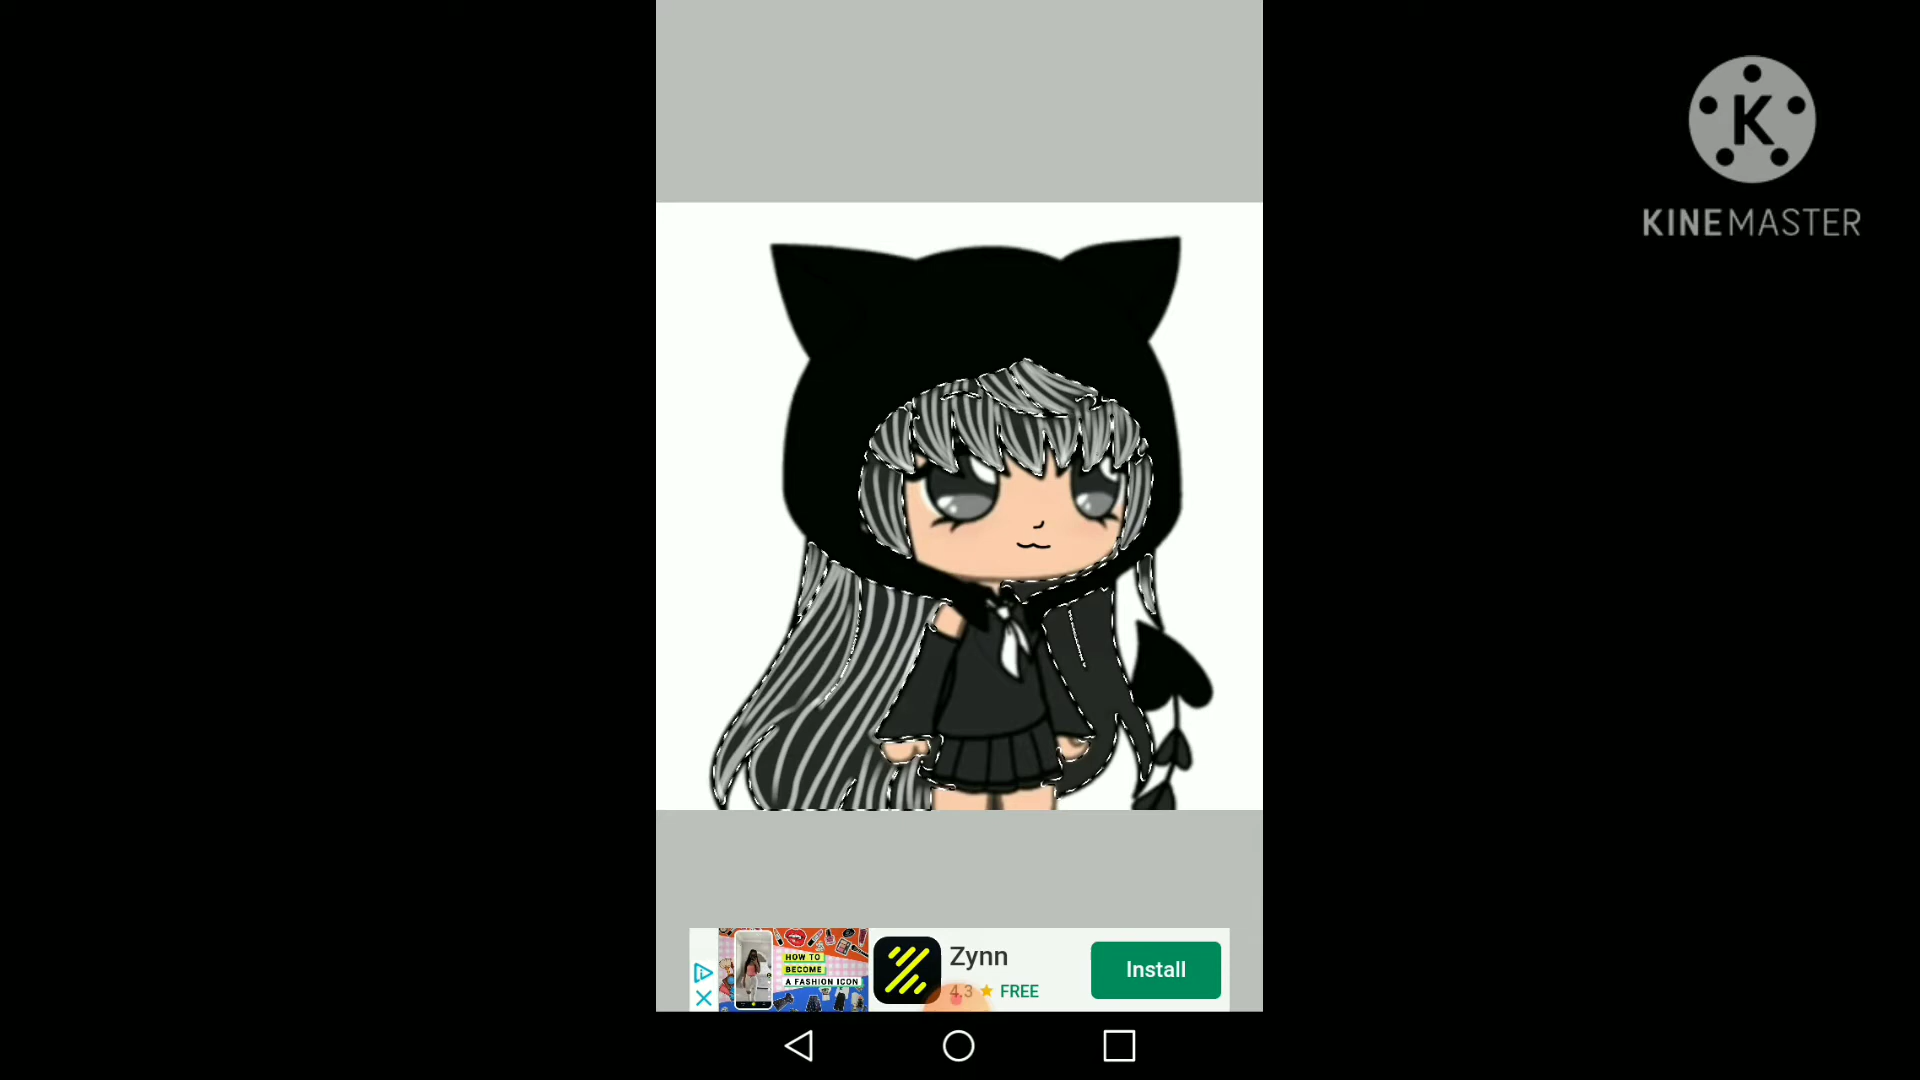 KINEMASTER
K
HOW TO
BECOME
A FASHION ICON
Zynn
4.3 ★ FREE
Install